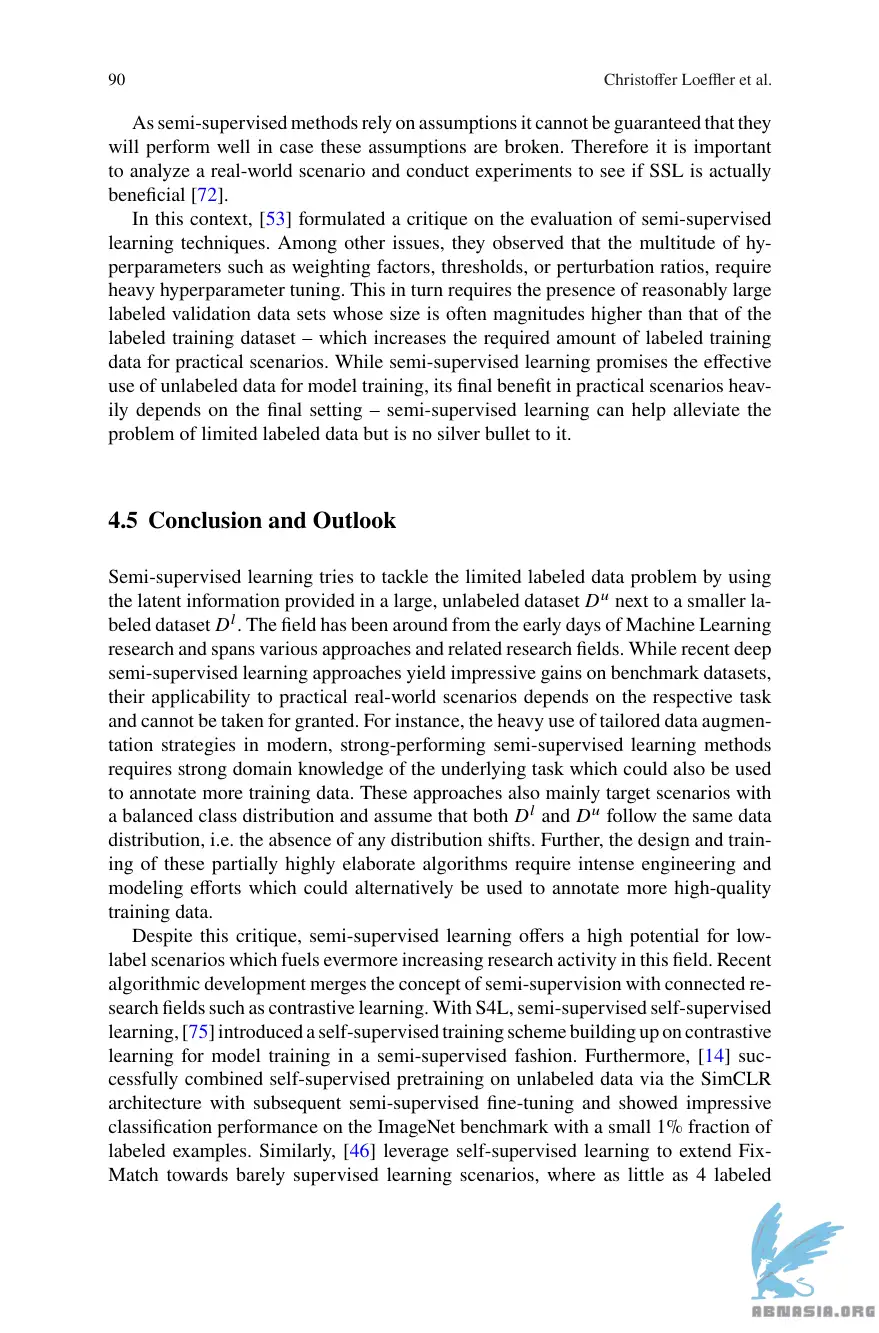 90 Christoffer Loeffler et al.
As semi-supervised methods rely on assumptions it cannot be guaranteed that they
will perform well in case these assumptions are broken. Therefore it is important
to analyze a real-world scenario and conduct experiments to see if SSL is actually
beneficial [72].
In this context, [53] formulated a critique on the evaluation of semi-supervised
learning techniques. Among other issues, they observed that the multitude of hy-
perparameters such as weighting factors, thresholds, or perturbation ratios, require
heavy hyperparameter tuning. This in turn requires the presence of reasonably large
labeled validation data sets whose size is often magnitudes higher than that of the
labeled training dataset – which increases the required amount of labeled training
data for practical scenarios. While semi-supervised learning promises the effective
use of unlabeled data for model training, its final benefit in practical scenarios heav-
ily depends on the final setting – semi-supervised learning can help alleviate the
problem of limited labeled data but is no silver bullet to it.
4.5 Conclusion and Outlook
Semi-supervised learning tries to tackle the limited labeled data problem by using
the latent information provided in a large, unlabeled dataset Dᵘ next to a smaller la-
beled dataset Dˡ. The field has been around from the early days of Machine Learning
research and spans various approaches and related research fields. While recent deep
semi-supervised learning approaches yield impressive gains on benchmark datasets,
their applicability to practical real-world scenarios depends on the respective task
and cannot be taken for granted. For instance, the heavy use of tailored data augmen-
tation strategies in modern, strong-performing semi-supervised learning methods
requires strong domain knowledge of the underlying task which could also be used
to annotate more training data. These approaches also mainly target scenarios with
a balanced class distribution and assume that both Dˡ and Dᵘ follow the same data
distribution, i.e. the absence of any distribution shifts. Further, the design and train-
ing of these partially highly elaborate algorithms require intense engineering and
modeling efforts which could alternatively be used to annotate more high-quality
training data.
Despite this critique, semi-supervised learning offers a high potential for low-
label scenarios which fuels evermore increasing research activity in this field. Recent
algorithmic development merges the concept of semi-supervision with connected re-
search fields such as contrastive learning. With S4L, semi-supervised self-supervised
learning, [75] introduced a self-supervised training scheme building up on contrastive
learning for model training in a semi-supervised fashion. Furthermore, [14] suc-
cessfully combined self-supervised pretraining on unlabeled data via the SimCLR
architecture with subsequent semi-supervised fine-tuning and showed impressive
classification performance on the ImageNet benchmark with a small 1% fraction of
labeled examples. Similarly, [46] leverage self-supervised learning to extend Fix-
Match towards barely supervised learning scenarios, where as little as 4 labeled
ABNASIA.ORG